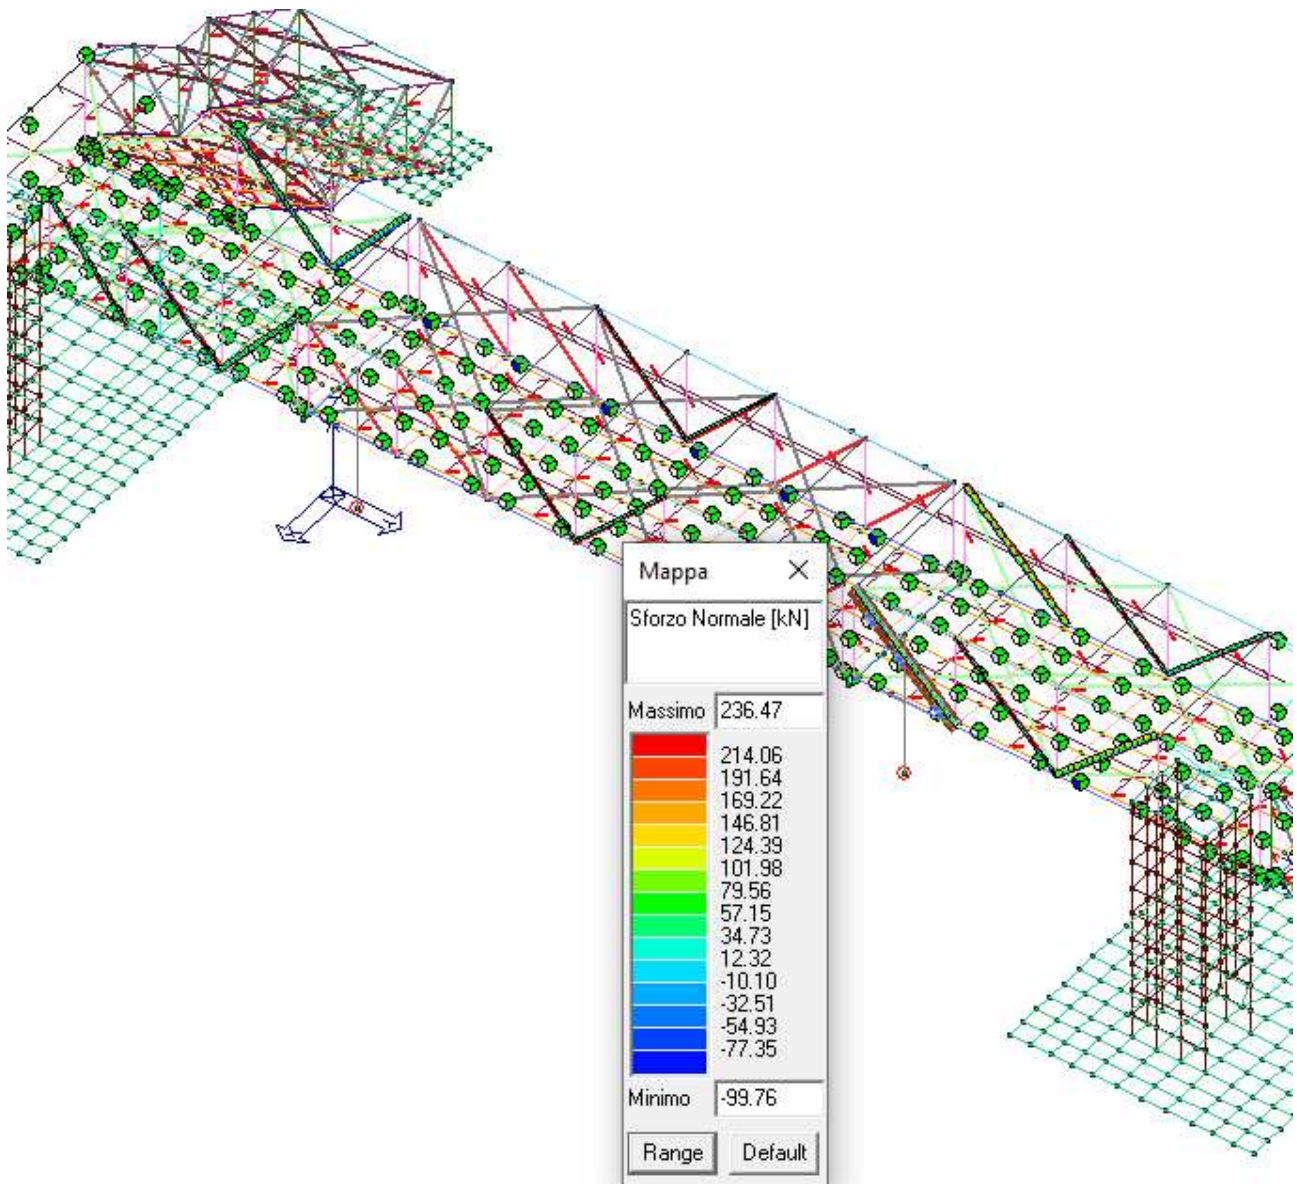 Mappa
Sforzo Normale [kN]
Massimo 236.47
214.06
191.64
169.22
146.81
124.39
101.98
79.56
57.15
34.73
12.32
-10.10
-32.51
-54.93
-77.35
Minimo -99.76
Range Default